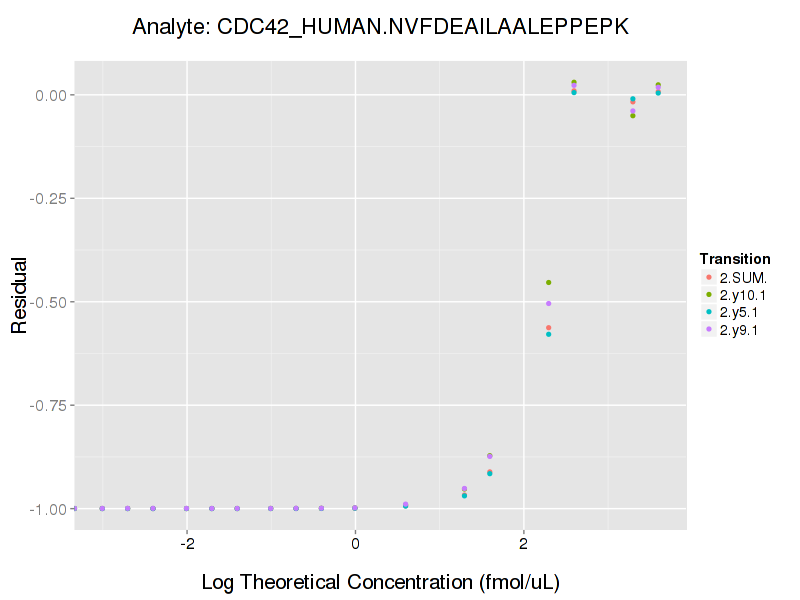 Analyte: CDC42_HUMAN.NVFDEAILAALEPPEPK
0.00
-0.25
-0.50
-0.75
-1.00
Residual
-2
0
2
Log Theoretical Concentration (fmol/uL)
Transition
2.SUM.
2.y10.1
2.y5.1
2.y9.1